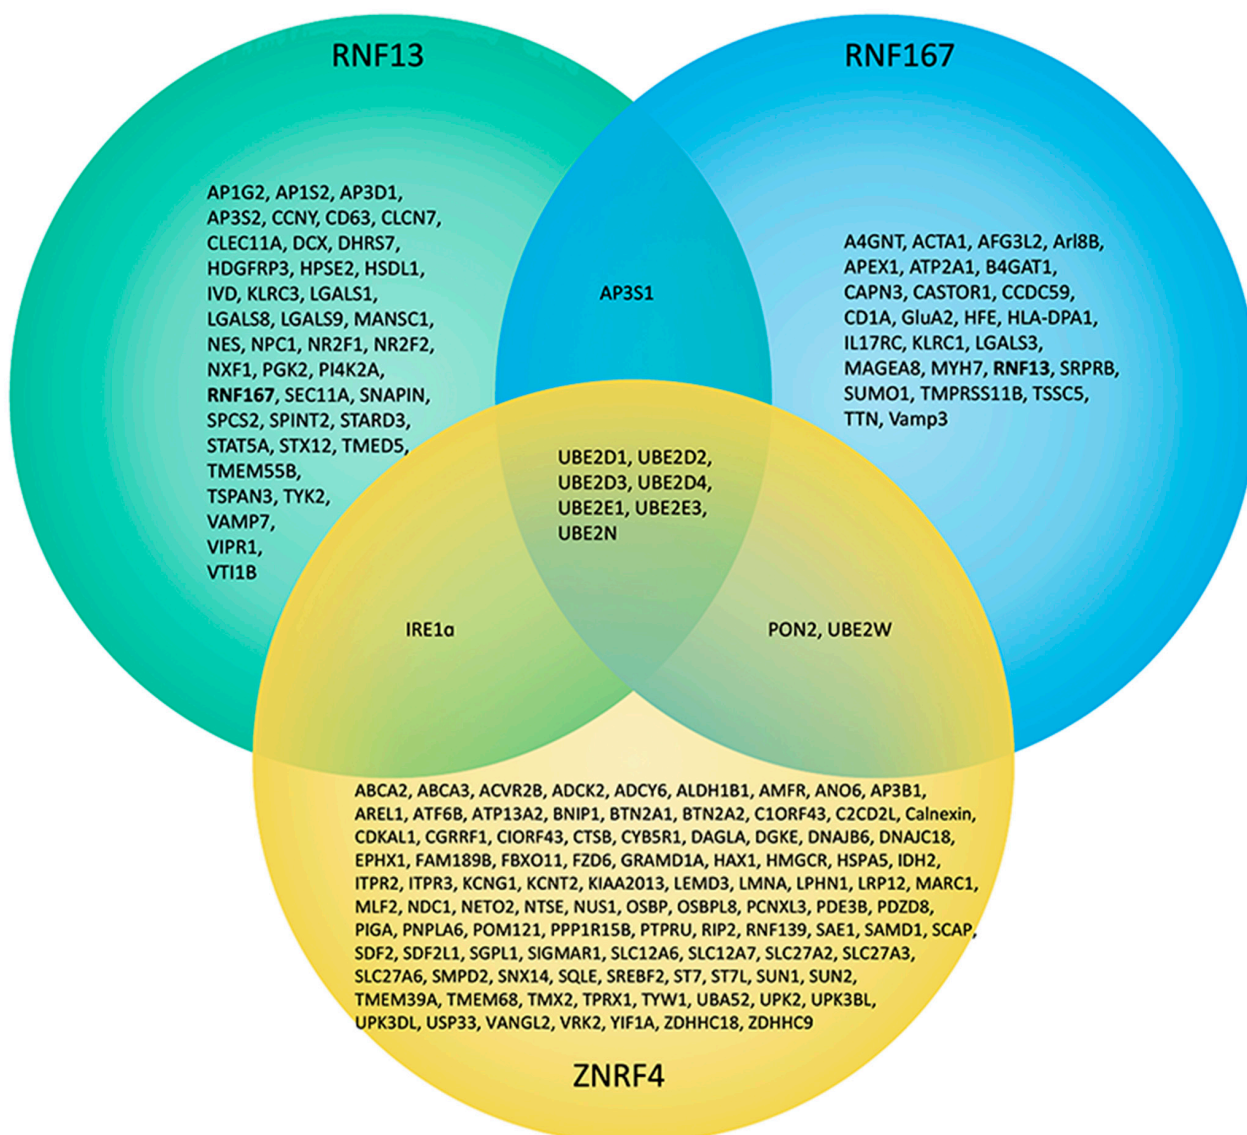 RNF13
RNF167
AP1G2, AP1S2, AP3D1,
AP3S2, CCNY, CD63, CLCN7,
CLEC11A, DCX, DHRS7,
HDGFRP3, HPSE2, HSDL1,
IVD, KLRC3, LGALS1,
LGALS8, LGALS9, MANSC1,
NES, NPC1, NR2F1, NR2F2,
NXF1, PGK2, PI4K2A,
RNF167, SEC11A, SNAPIN,
SPCS2, SPINT2, STARD3,
STAT5A, STX12, TMED5,
TMEM55B,
TSPAN3, TYK2,
VAMP7,
VIPR1,
VTI1B
AP3S1
A4GNT, ACTA1, AFG3L2, Arl8B,
APEX1, ATP2A1, B4GAT1,
CAPN3, CASTOR1, CCDC59,
CD1A, GluA2, HFE, HLA-DPA1,
IL17RC, KLRC1, LGALS3,
MAGEA8, MYH7, RNF13, SRPRB,
SUMO1, TMPRSS11B, TSSC5,
TTN, Vamp3
UBE2D1, UBE2D2,
UBE2D3, UBE2D4,
UBE2E1, UBE2E3,
UBE2N
IRE1α
PON2, UBE2W
ABCA2, ABCA3, ACVR2B, ADCK2, ADCY6, ALDH1B1, AMFR, ANO6, AP3B1,
AREL1, ATF6B, ATP13A2, BNIP1, BTN2A1, BTN2A2, C1ORF43, C2CD2L, Calnexin,
CDKAL1, CGRRF1, CIORF43, CTSB, CYB5R1, DAGLA, DGKE, DNAJB6, DNAJC18,
EPHX1, FAM189B, FBXO11, FZD6, GRAMD1A, HAX1, HMGCR, HSPA5, IDH2,
ITPR2, ITPR3, KCNG1, KCNT2, KIAA2013, LEMD3, LMNA, LPHN1, LRP12, MARC1,
MLF2, NDC1, NETO2, NTSE, NUS1, OSBP, OSBPL8, PCNXL3, PDE3B, PDZD8,
PIGA, PNPLA6, POM121, PPP1R15B, PTPRU, RIP2, RNF139, SAE1, SAMD1, SCAP,
SDF2, SDF2L1, SGPL1, SIGMAR1, SLC12A6, SLC12A7, SLC27A2, SLC27A3,
SLC27A6, SMPD2, SNX14, SQLE, SREBF2, ST7, ST7L, SUN1, SUN2,
TMEM39A, TMEM68, TMX2, TPRX1, TYW1, UBA52, UPK2, UPK3BL,
UPK3DL, USP33, VANGL2, VRK2, YIF1A, ZDHHC18, ZDHHC9
ZNRF4